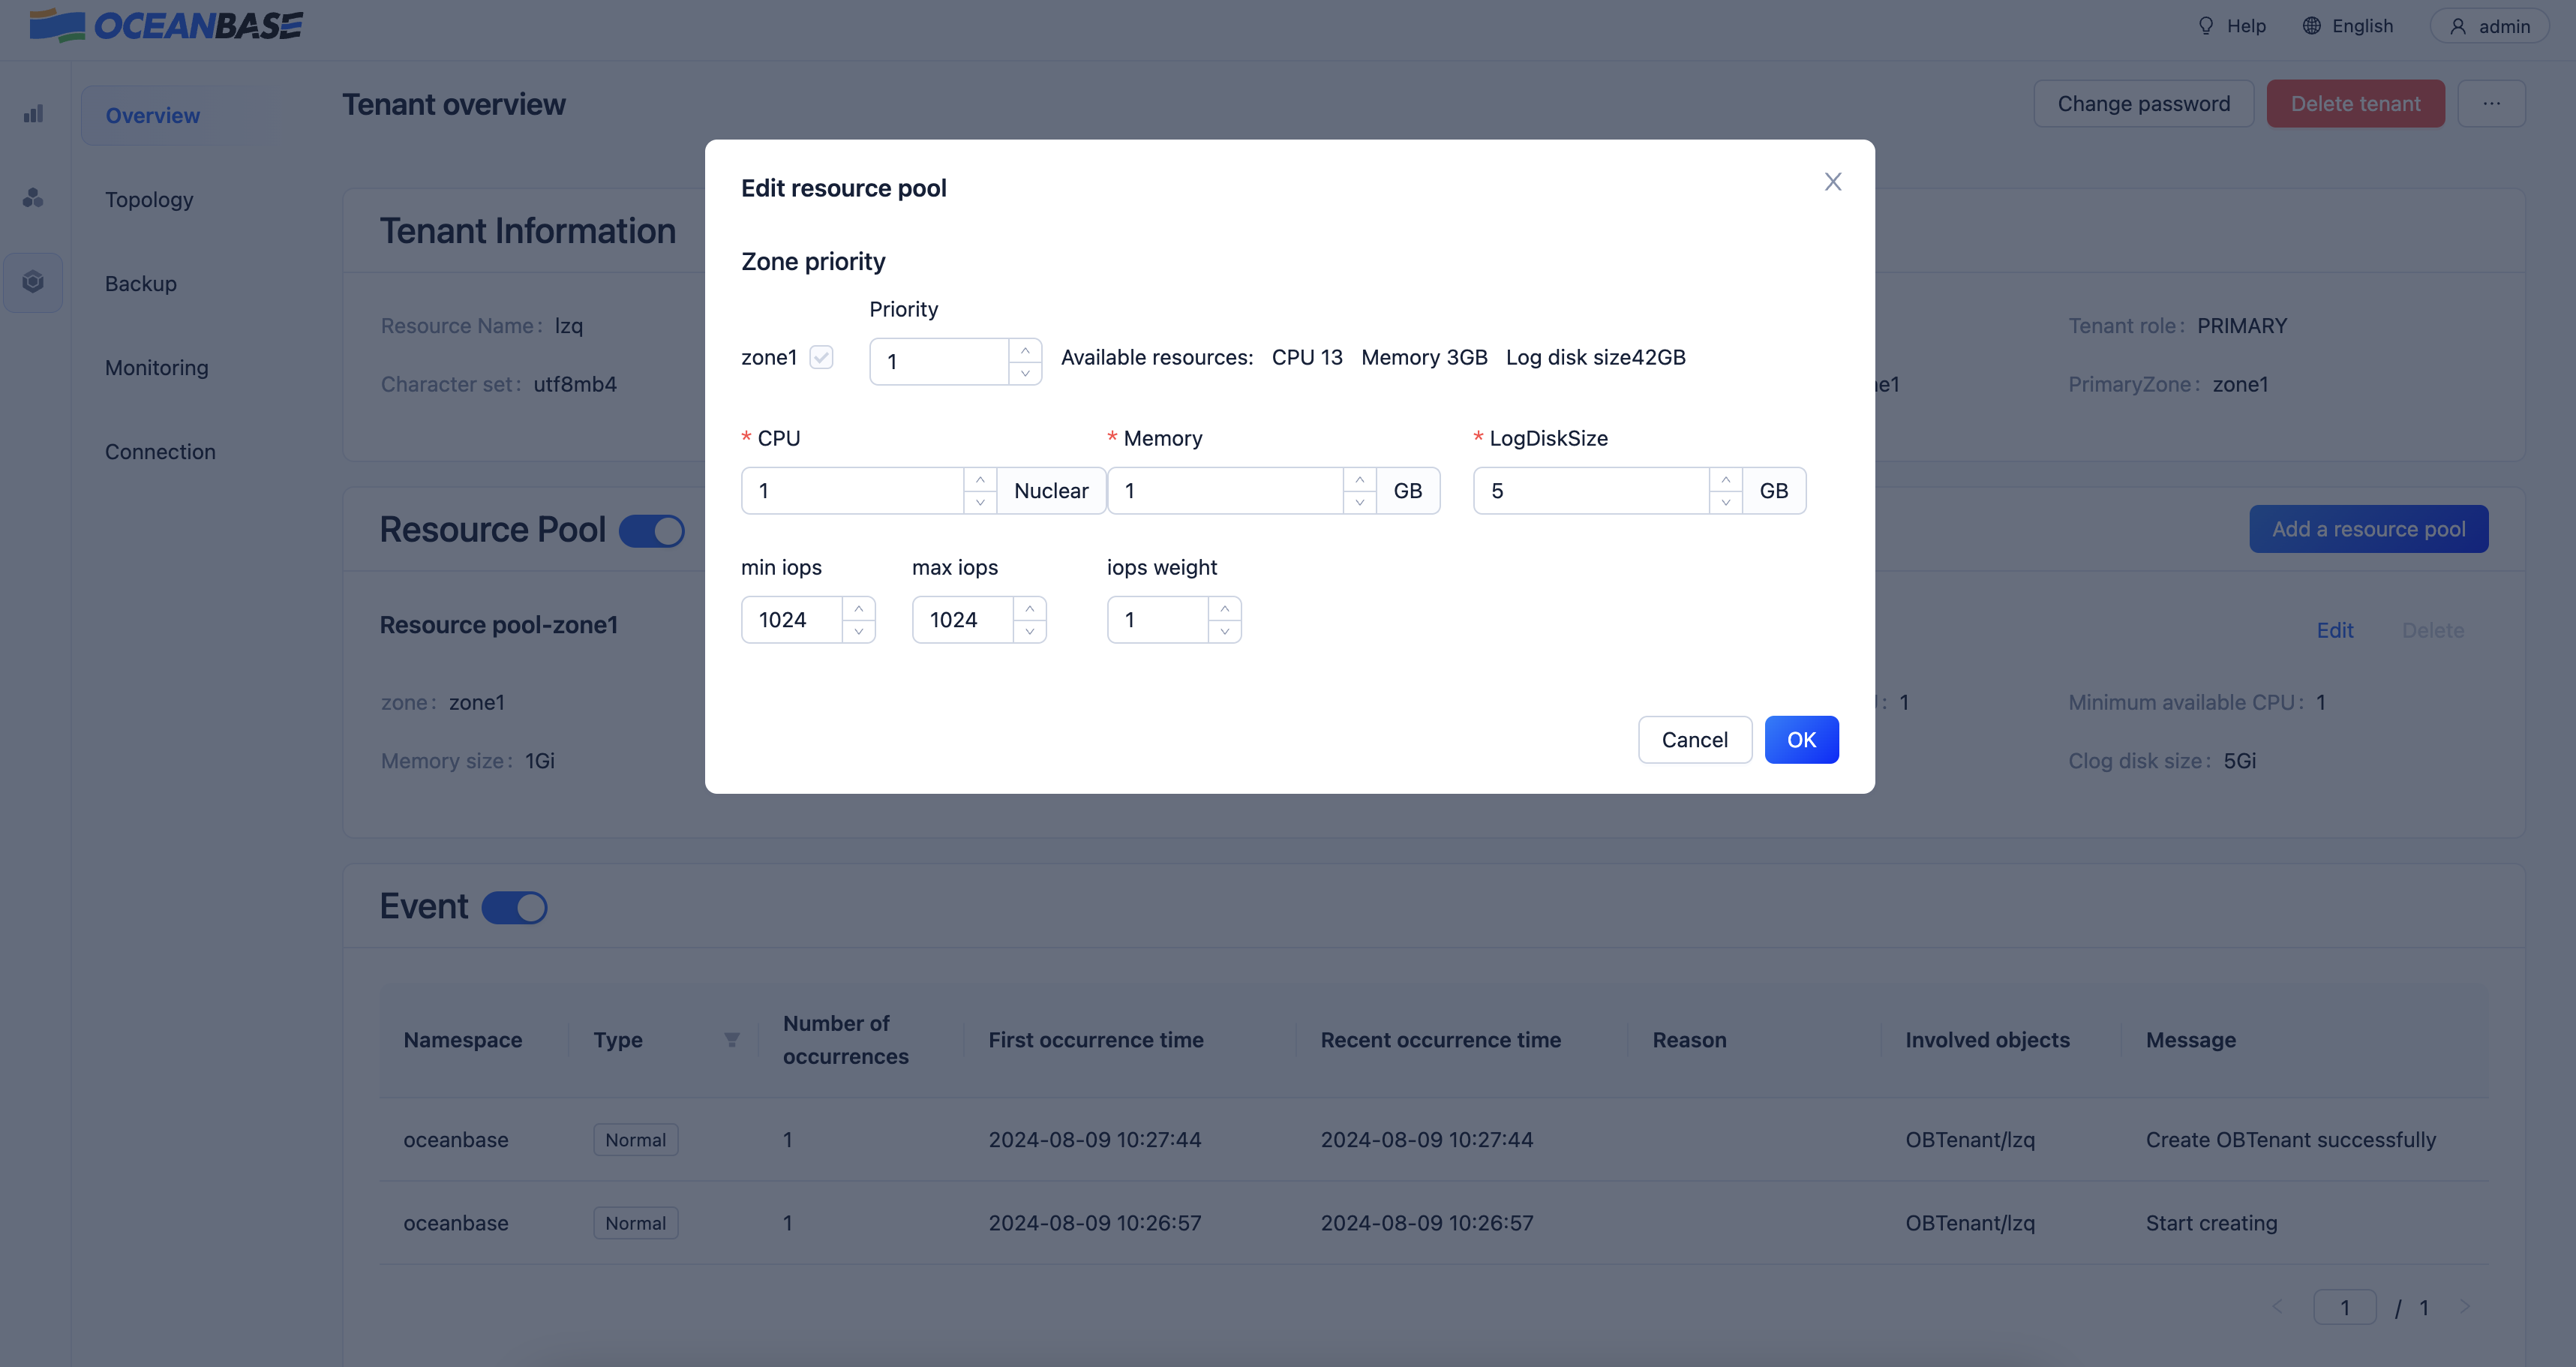 OCEANBASE
Help
English
admin
Overview
Topology
Backup
Monitoring
Connection
Tenant overview
Change password
Delete tenant
...
Tenant Information
Resource Name: lzq
Tenant role: PRIMARY
Character set: utf8mb4
e1
PrimaryZone: zone1
Edit resource pool
Zone priority
Priority
zone1
1
Available resources: CPU 13 Memory 3GB Log disk size42GB
* CPU
* Memory
* LogDiskSize
1 Nuclear
1 GB
5 GB
min iops
max iops
iops weight
1024
1024
1
Cancel
OK
Resource Pool
Add a resource pool
Resource pool-zone1
Edit
Delete
zone: zone1
: 1
Minimum available CPU: 1
Memory size: 1Gi
Clog disk size: 5Gi
Event
Namespace
Type
Number of
occurrences
First occurrence time
Recent occurrence time
Reason
Involved objects
Message
oceanbase Normal 1 2024-08-09 10:27:44 2024-08-09 10:27:44 OBTenant/lzq Create OBTenant successfully
oceanbase Normal 1 2024-08-09 10:26:57 2024-08-09 10:26:57 OBTenant/lzq Start creating
< 1 / 1 >